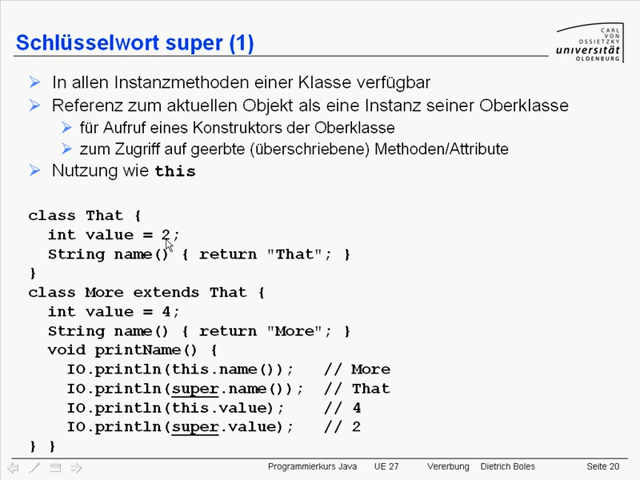 Schlüsselwort super (1)
CARL
VON
OSSIETZKY
universität
OLDENBURG
In allen Instanzmethoden einer Klasse verfügbar
Referenz zum aktuellen Objekt als eine Instanz seiner Oberklasse
für Aufruf eines Konstruktors der Oberklasse
zum Zugriff auf geerbte (überschriebene) Methoden/Attribute
Nutzung wie this
class That {
int value = 2;
String name() { return "That"; }
}
class More extends That {
int value = 4;
String name() { return "More"; }
void printName() {
IO.println(this.name()); // More
IO.println(super.name()); // That
IO.println(this.value); // 4
IO.println(super.value); // 2
} }
Programmierkurs Java UE 27 Vererbung Dietrich Boles Seite 20